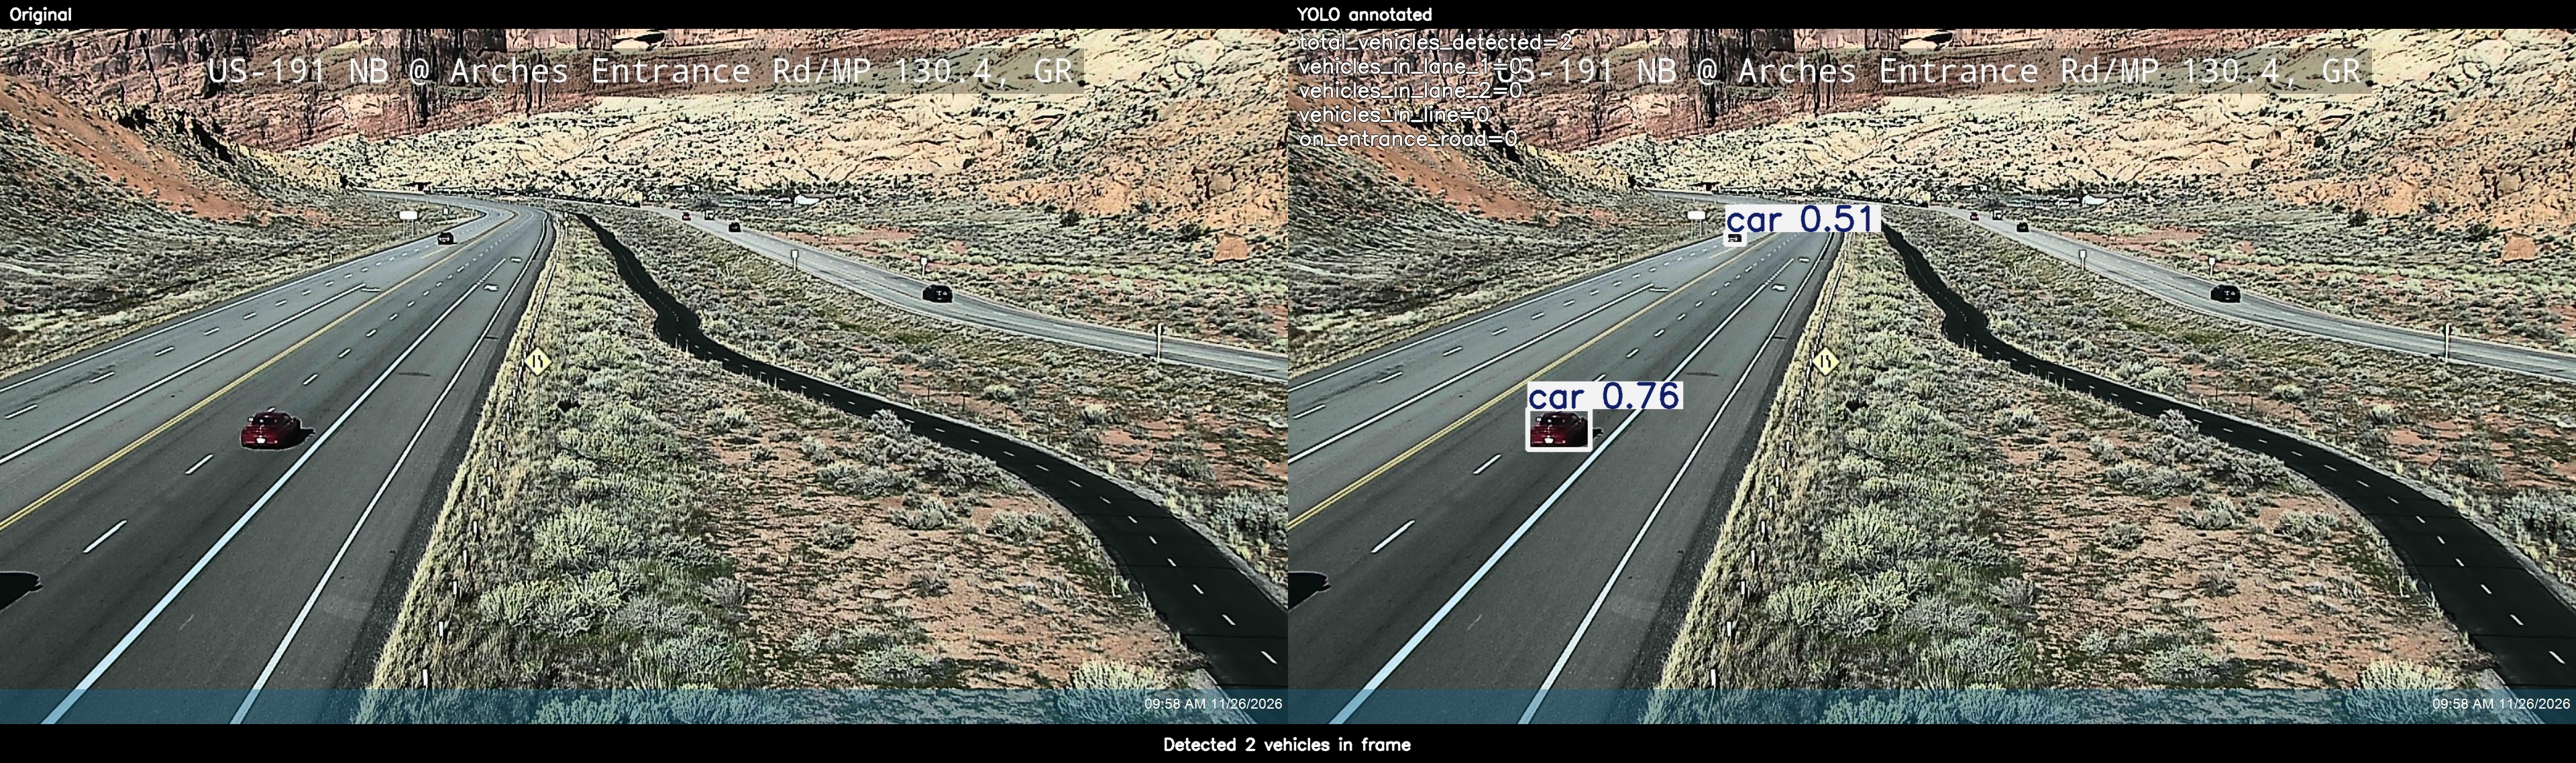 Original
US-191 NB @ Arches Entrance Rd/MP 130.4, GR
09:58 AM 11/26/2026
YOLO annotated
total_vehicles_detected=2
vehicles_in_lane_1=0
US-191 NB @ Arches Entrance Rd/MP 130.4, GR
vehicles_in_lane_2=0
vehicles_in_line=0
on_entrance_road=0
car 0.51
car 0.76
09:58 AM 11/26/2026
Detected 2 vehicles in frame